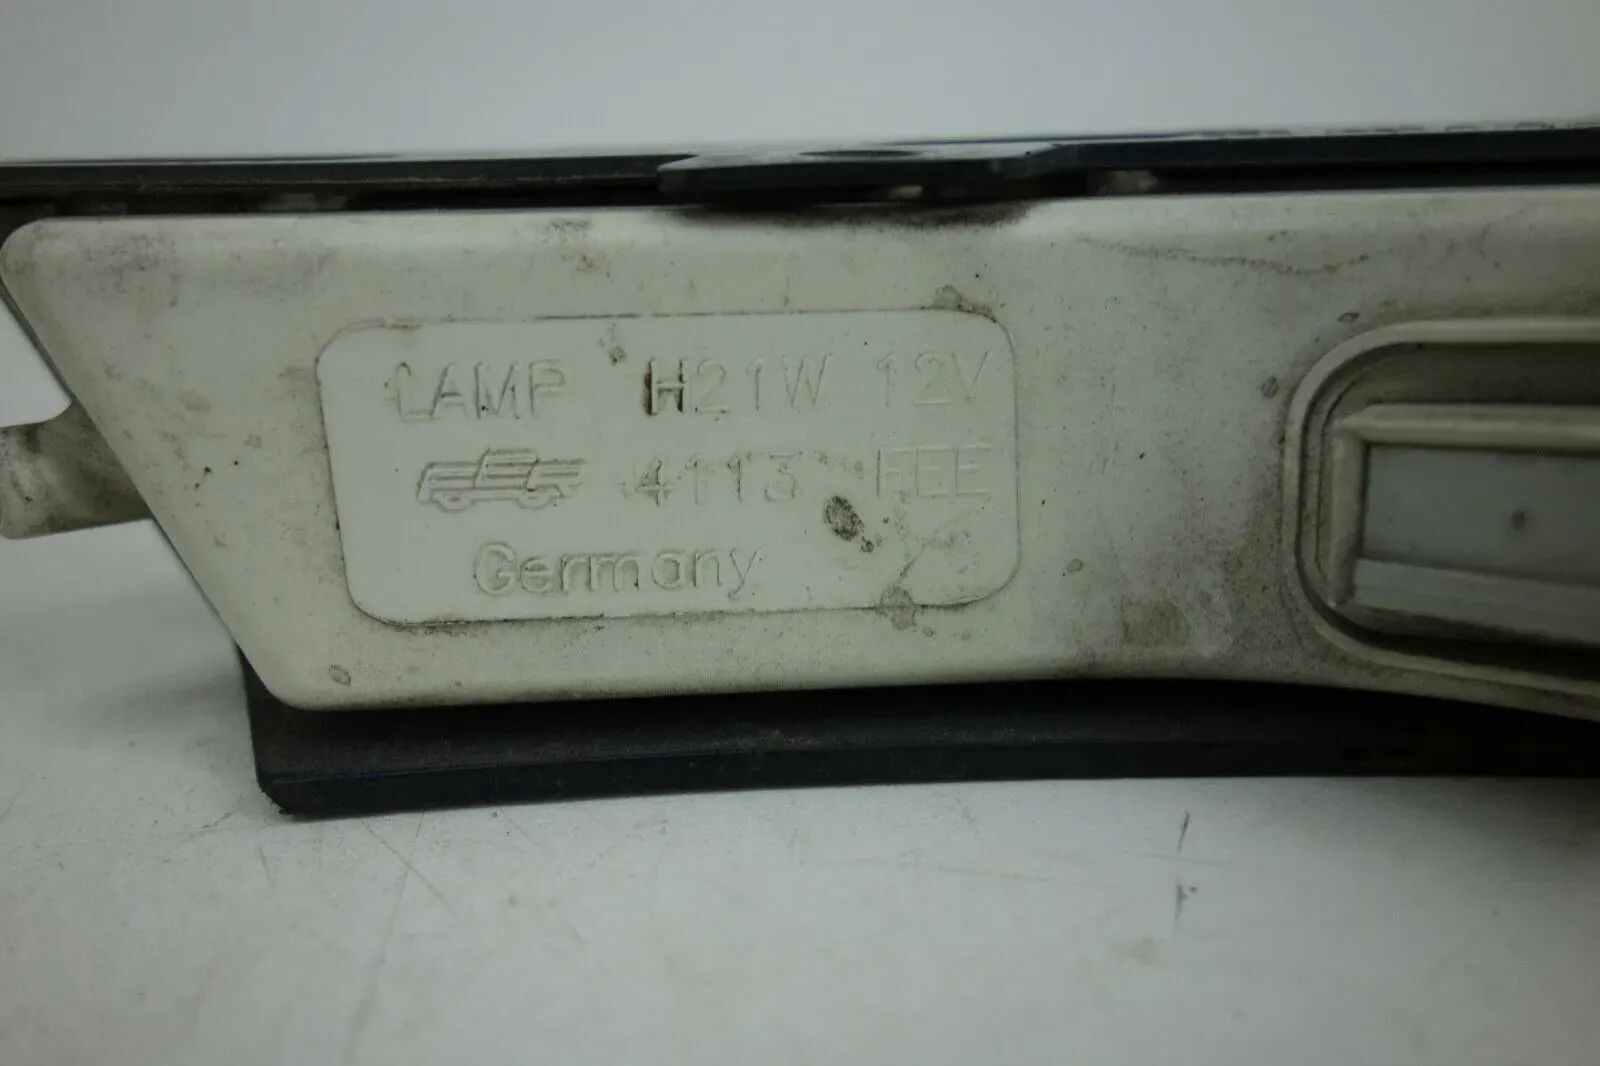 LAMP H21W 12V
4113 FEE
Germany